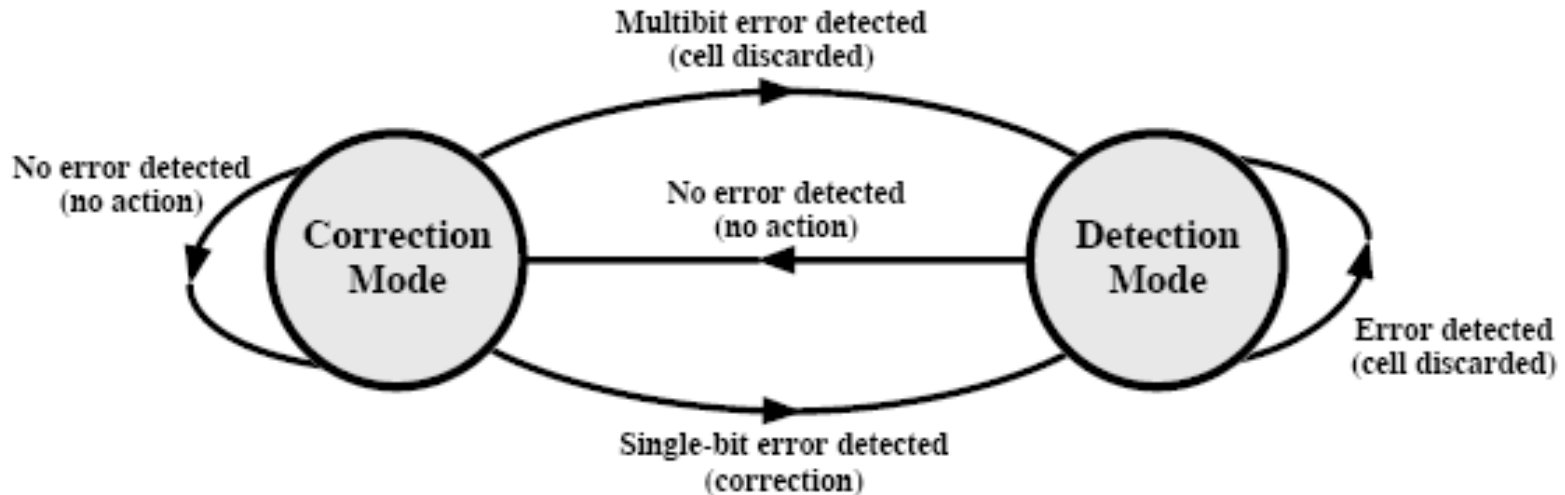 Multibit error detected
(cell discarded)
No error detected
(no action)
No error detected
(no action)
Correction
Mode
Detection
Mode
Error detected
(cell discarded)
Single-bit error detected
(correction)